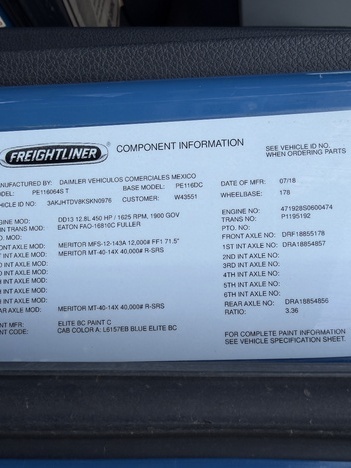 FREIGHTLINER
COMPONENT INFORMATION
SEE VEHICLE ID NO.
WHEN ORDERING PARTS
NUFACTURED BY: DAIMLER VEHICULOS COMERCIALES MEXICO DATE OF MFR: 07/18
MODEL: PE116064S T BASE MODEL: PE116DC WHEELBASE: 178
HICLE NO: 3AKJHTDV8KSKN0976 CUSTOMER: W43551
GINE MOD: DD13 12.8L 450 HP / 1625 RPM, 1900 GOV ENGINE NO: 471928S0600474
IN TRANS MOD: EATON FAO-16810C FULLER TRANS NO: P1195192
O. MOD: PTO. NO:
ONT AXLE MOD: MERITOR MFS-12-143A 12,000# FF1 71.5" FRONT AXLE NO: DRF18855178
T INT AXLE MOD: MERITOR MT-40-14X 40,000# R-SRS 1ST INT AXLE NO: DRA18854857
INT AXLE MOD: 2ND INT AXLE NO:
INT AXLE MOD: 3RD INT AXLE NO:
INT AXLE MOD: 4TH INT AXLE NO:
INT AXLE MOD: 5TH INT AXLE NO:
INT AXLE MOD: 6TH INT AXLE NO:
AR AXLE MOD: MERITOR MT-40-14X 40,000# R-SRS REAR AXLE NO: DRA18854856
RATIO: 3.36
INT MFR: ELITE BC PAINT C
INT CODE: CAB COLOR A: L6157EB BLUE ELITE BC
FOR COMPLETE PAINT INFORMATION
SEE VEHICLE SPECIFICATION SHEET.